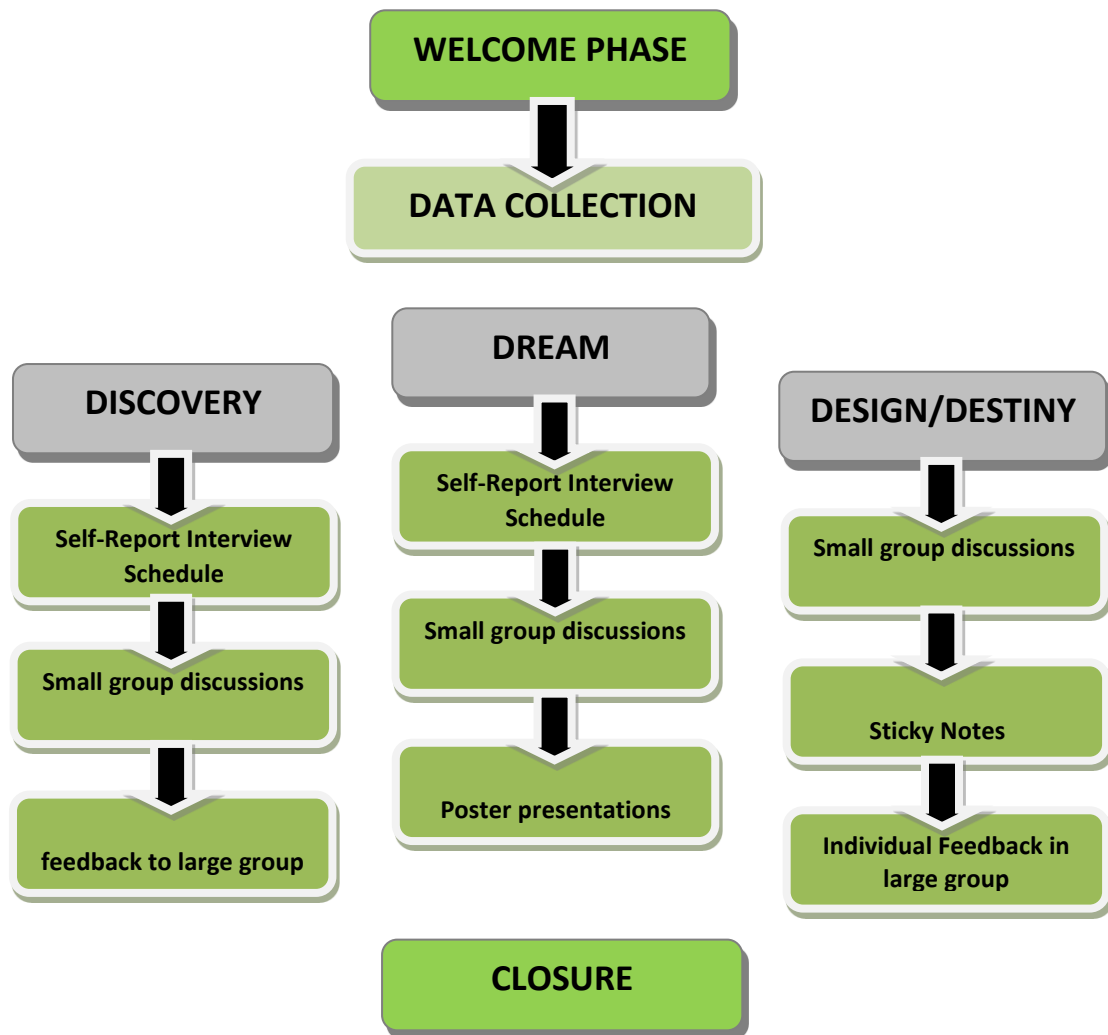 WELCOME PHASE
DATA COLLECTION
DISCOVERY
Self-Report Interview
Schedule
Small group discussions
feedback to large group
DREAM
Self-Report Interview
Schedule
Small group discussions
Poster presentations
DESIGN/DESTINY
Small group discussions
Sticky Notes
Individual Feedback in
large group
CLOSURE